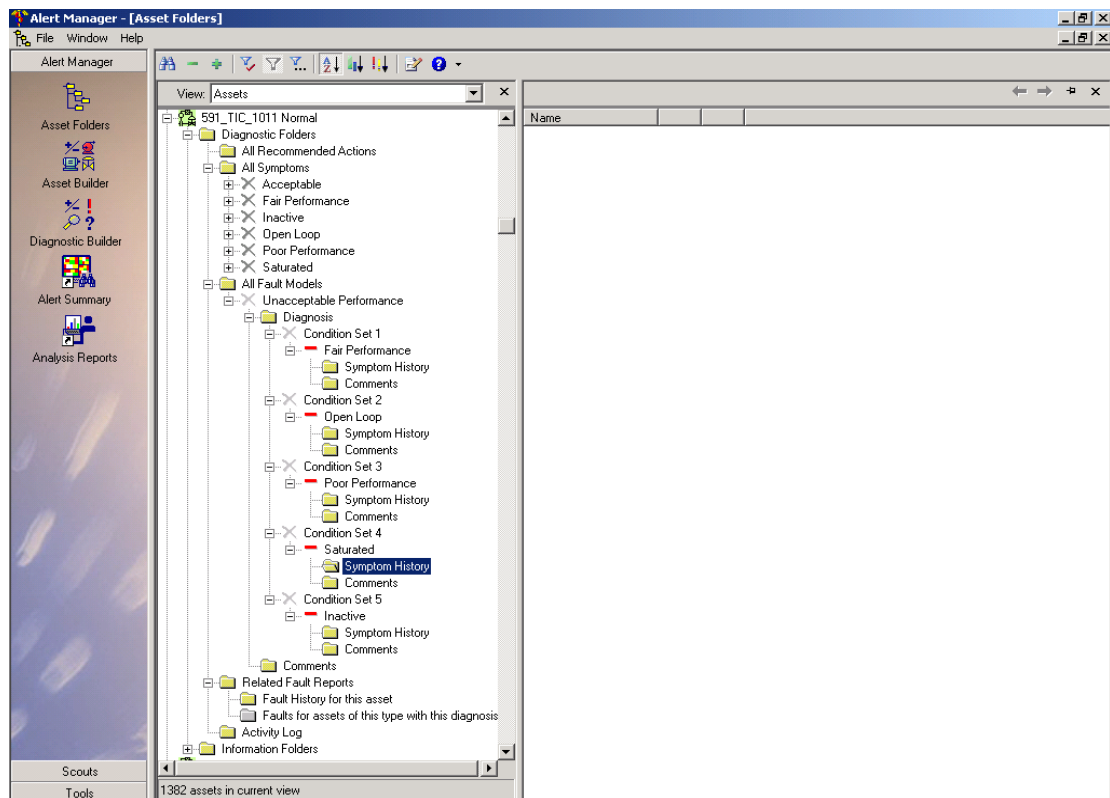 Alert Manager - [Asset Folders]
File Window Help
Alert Manager
Asset Folders
Asset Builder
Diagnostic Builder
Alert Summary
Analysis Reports
Scouts
Tools
View: Assets
591_TIC_1011 Normal
Diagnostic Folders
All Recommended Actions
All Symptoms
Acceptable
Fair Performance
Inactive
Open Loop
Poor Performance
Saturated
All Fault Models
Unacceptable Performance
Diagnosis
Condition Set 1
Fair Performance
Symptom History
Comments
Condition Set 2
Open Loop
Symptom History
Comments
Condition Set 3
Poor Performance
Symptom History
Comments
Condition Set 4
Saturated
Symptom History
Comments
Condition Set 5
Inactive
Symptom History
Comments
Comments
Related Fault Reports
Fault History for this asset
Faults for assets of this type with this diagnosis
Activity Log
Information Folders
1382 assets in current view
Name